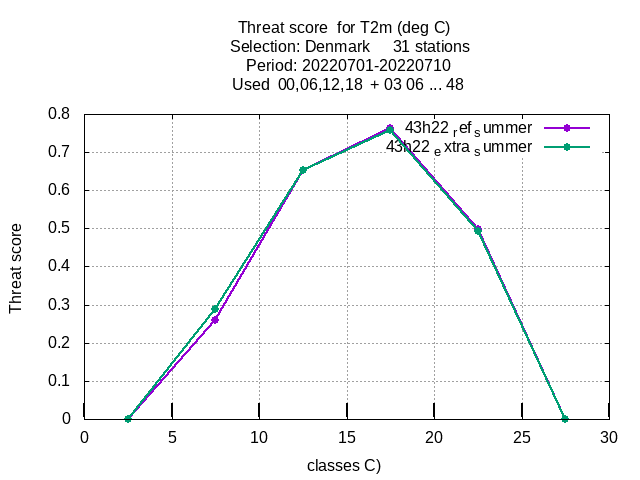 Threat score for T2m (deg C)
Selection: Denmark 31 stations
Period: 20220701-20220710
Used 00,06,12,18 + 03 06 ... 48
0.8
0.7
0.6
0.5
0.4
0.3
0.2
0.1
0
43h22 ref summer
43h22 extra summer
Threat score
0 5 10 15 20 25 30
classes C)